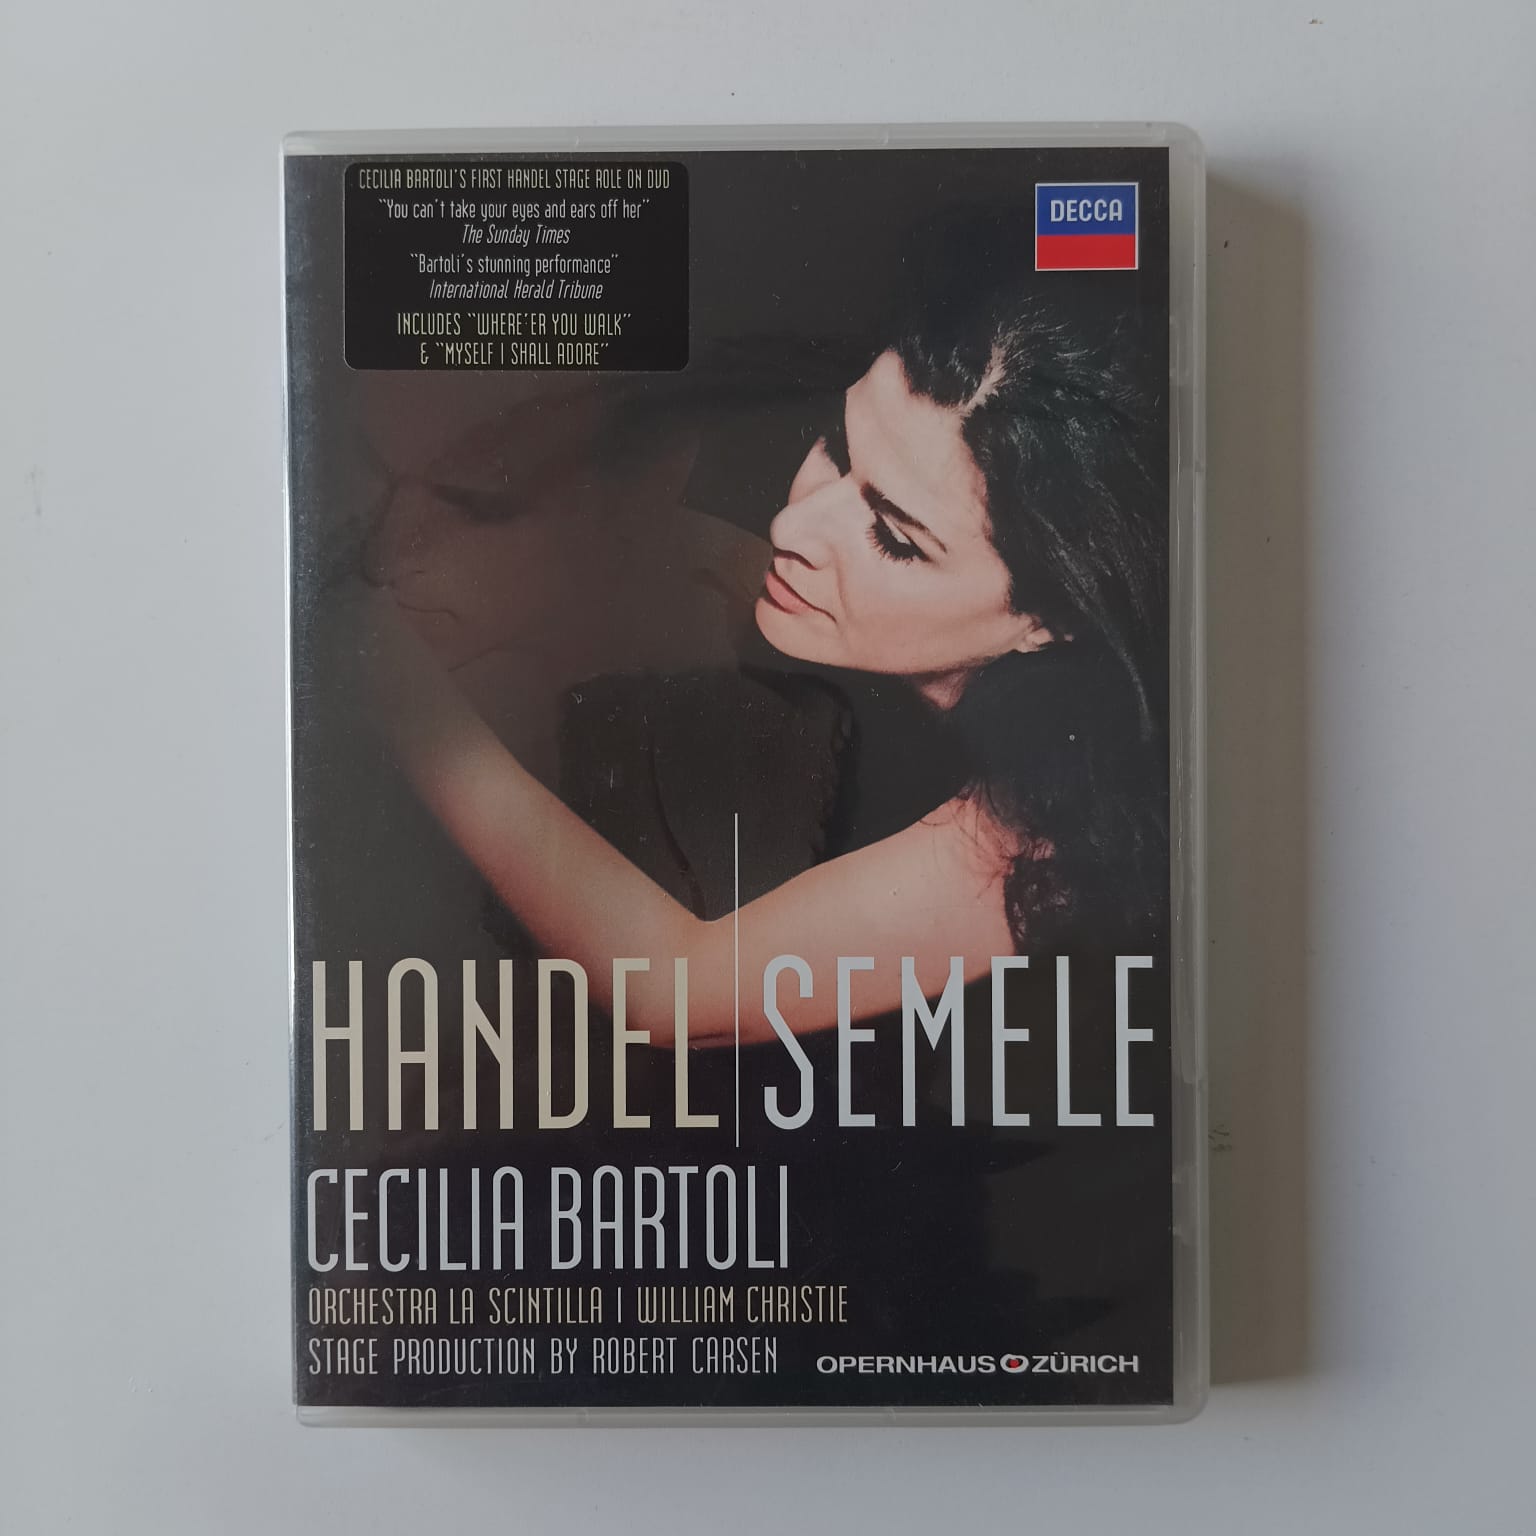 CECILIA BARTOLI'S FIRST HANDEL STAGE ROLE ON DVD
"You can't take your eyes and ears off her"
The Sunday Times
"Bartoli's stunning performance"
International Herald Tribune
INCLUDES "WHERE'ER YOU WALK"
& "MYSELF I SHALL ADORE"
DECCA
HANDEL | SEMELE
CECILIA BARTOLI
ORCHESTRA LA SCINTILLA | WILLIAM CHRISTIE
STAGE PRODUCTION BY ROBERT CARSEN
OPERNHAUS ZÜRICH